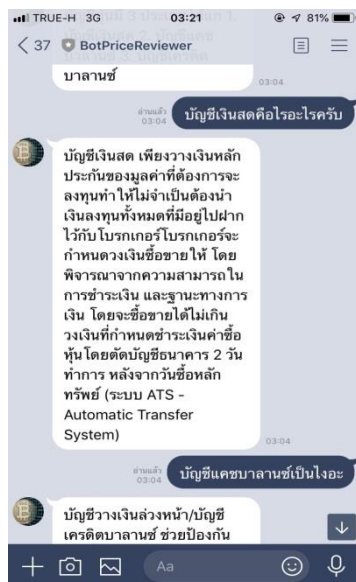 TRUE-H 3G 03:21 81%
37 BotPriceReviewer
บาลานซ์
03:04
อ่านแล้ว
03:04
บัญชีเงินสดคือไรอะไรครับ
บัญชีเงินสด เพียงวางเงินหลัก
ประกันของมูลค่าที่ต้องการจะ
ลงทุนทำให้ไม่จำเป็นต้องนำ
เงินลงทุนทั้งหมดที่มีอยู่ไปฝาก
ไว้กับโบรกเกอร์โบรกเกอร์จะ
กำหนดวงเงินซื้อขายให้ โดย
พิจารณาจากความสามารถใน
การชำระเงิน และฐานะทางการ
เงิน โดยจะซื้อขายได้ไม่เกิน
วงเงินที่กำหนดชำระเงินค่าซื้อ
หุ้นโดยตัดบัญชีธนาคาร 2 วัน
ทำการ หลังจากวันซื้อหลัก
ทรัพย์ (ระบบ ATS -
Automatic Transfer
System)
03:04
อ่านแล้ว
03:04
บัญชีแคชบาลานซ์เป็นไงอะ
บัญชีวางเงินล่วงหน้า/บัญชี
เครดิตบาลานซ์ ช่วยป้องกัน
Aa